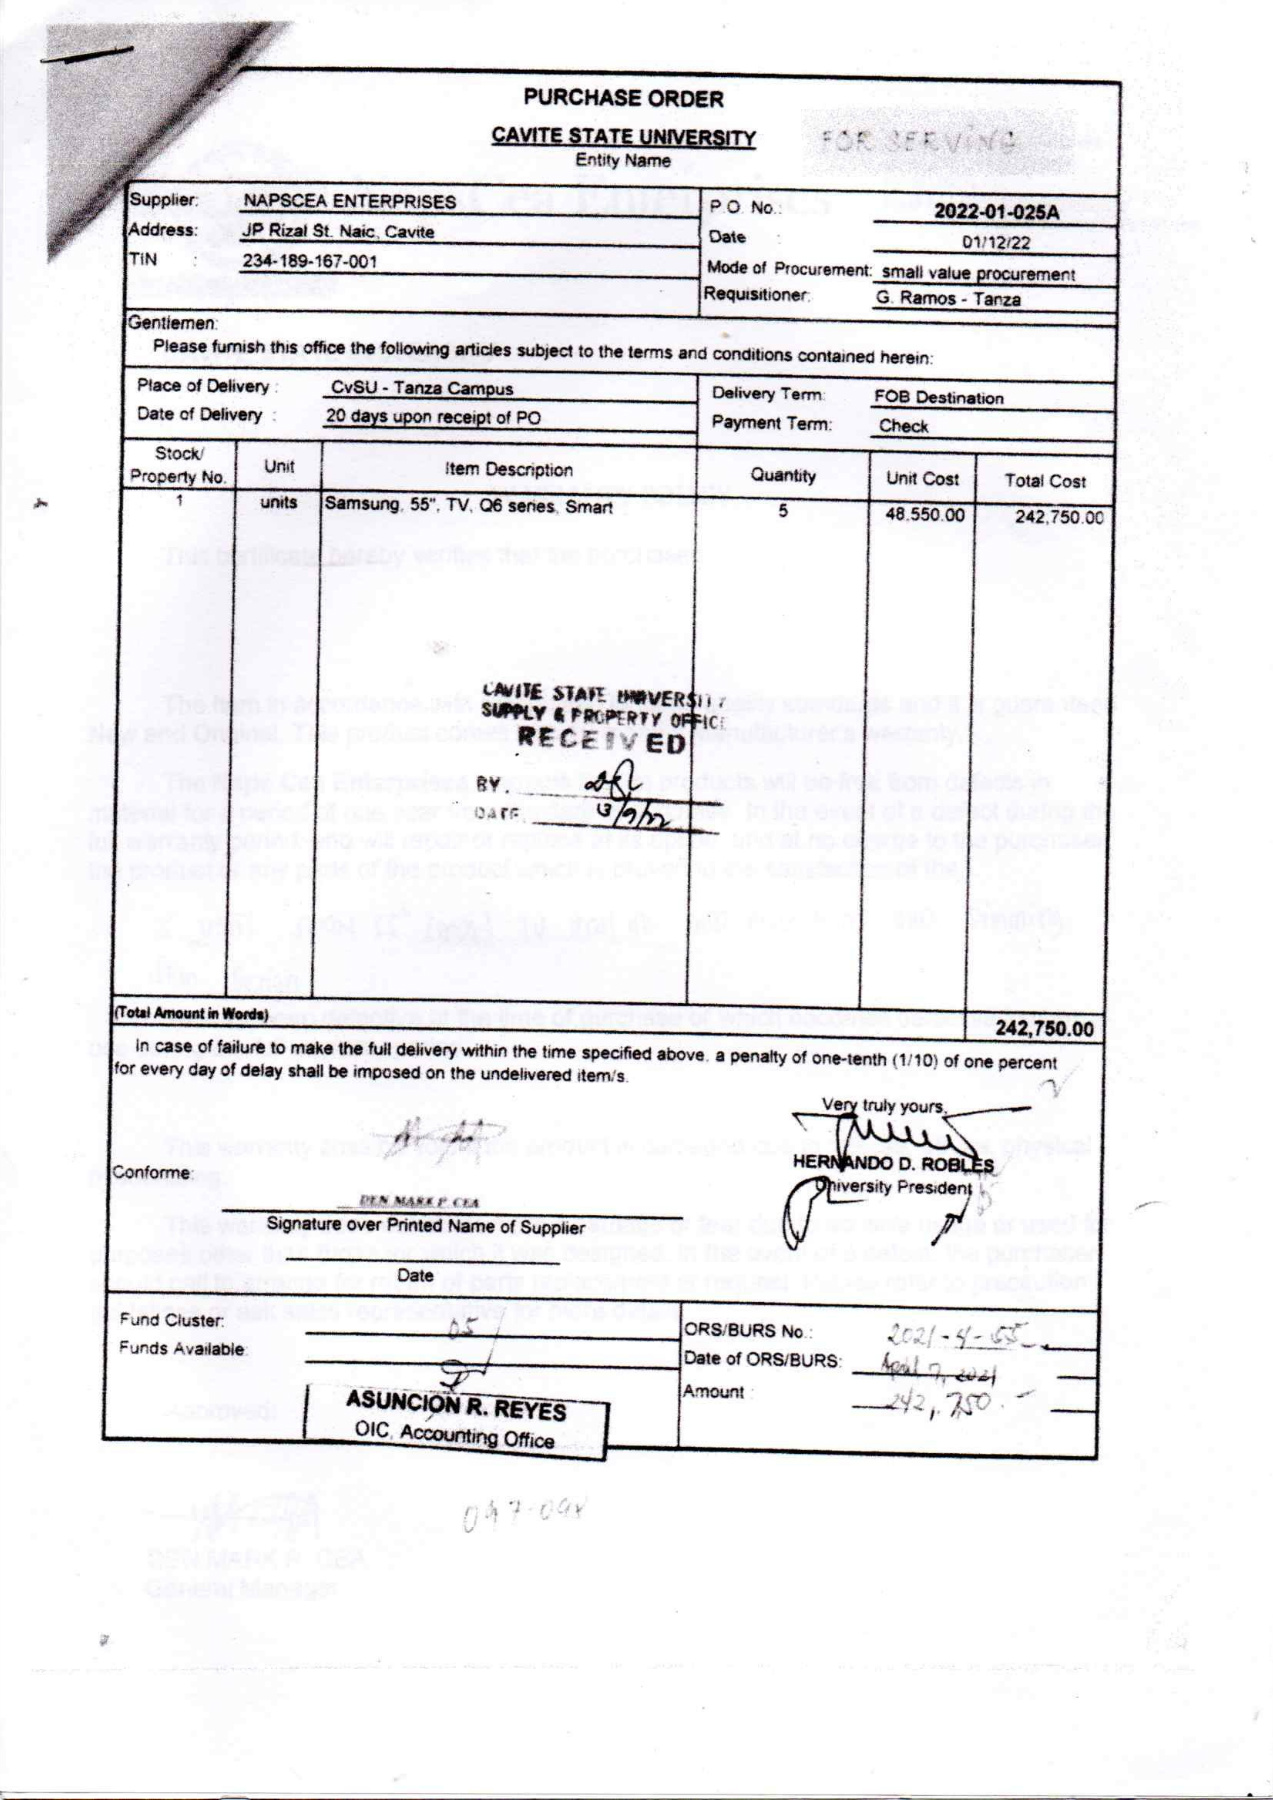 PURCHASE ORDER
CAVITE STATE UNIVERSITY
Entity Name
FOR SERVING
Supplier: NAPSCEA ENTERPRISES
Address: JP Rizal St. Naic, Cavite
TIN : 234-189-167-001
P.O. No.: 2022-01-025A
Date : 01/12/22
Mode of Procurement: small value procurement
Requisitioner: G. Ramos - Tanza
Gentlemen:
Please furnish this office the following articles subject to the terms and conditions contained herein:
Place of Delivery : CvSU - Tanza Campus
Date of Delivery : 20 days upon receipt of PO
Delivery Term: FOB Destination
Payment Term: Check
Stock/ Property No. Unit Item Description Quantity Unit Cost Total Cost
1 units Samsung, 55", TV, Q6 series, Smart 5 48,550.00 242,750.00
CAVITE STATE UNIVERSITY
SUPPLY & PROPERTY OFFICE
RECEIVED
BY.
DATE
(Total Amount in Words) 242,750.00
In case of failure to make the full delivery within the time specified above, a penalty of one-tenth (1/10) of one percent
for every day of delay shall be imposed on the undelivered item/s.
Very truly yours,
HERNANDO D. ROBLES
University President
Conforme:
DEN MARK P. CEA
Signature over Printed Name of Supplier
Date
Fund Cluster: 05
Funds Available:
ASUNCION R. REYES
OIC, Accounting Office
ORS/BURS No.: 2021-4-55
Date of ORS/BURS: April 7, 2021
Amount : 242,750.-
097-098
DEN MARK P. CEA
General Manager